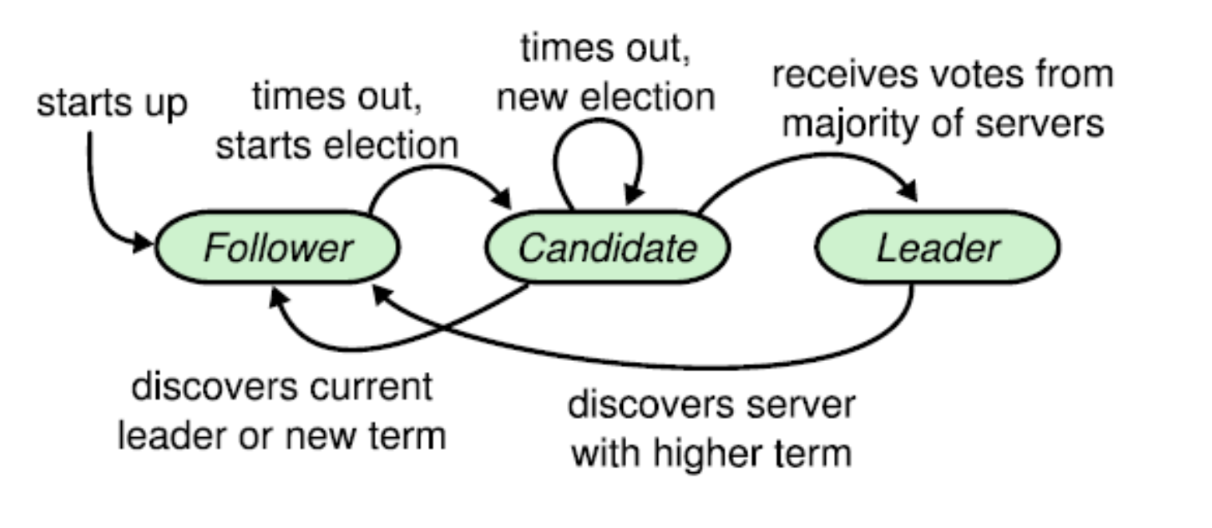 starts up
times out,
starts election
times out,
new election
receives votes from
majority of servers
Follower
Candidate
Leader
discovers current
leader or new term
discovers server
with higher term